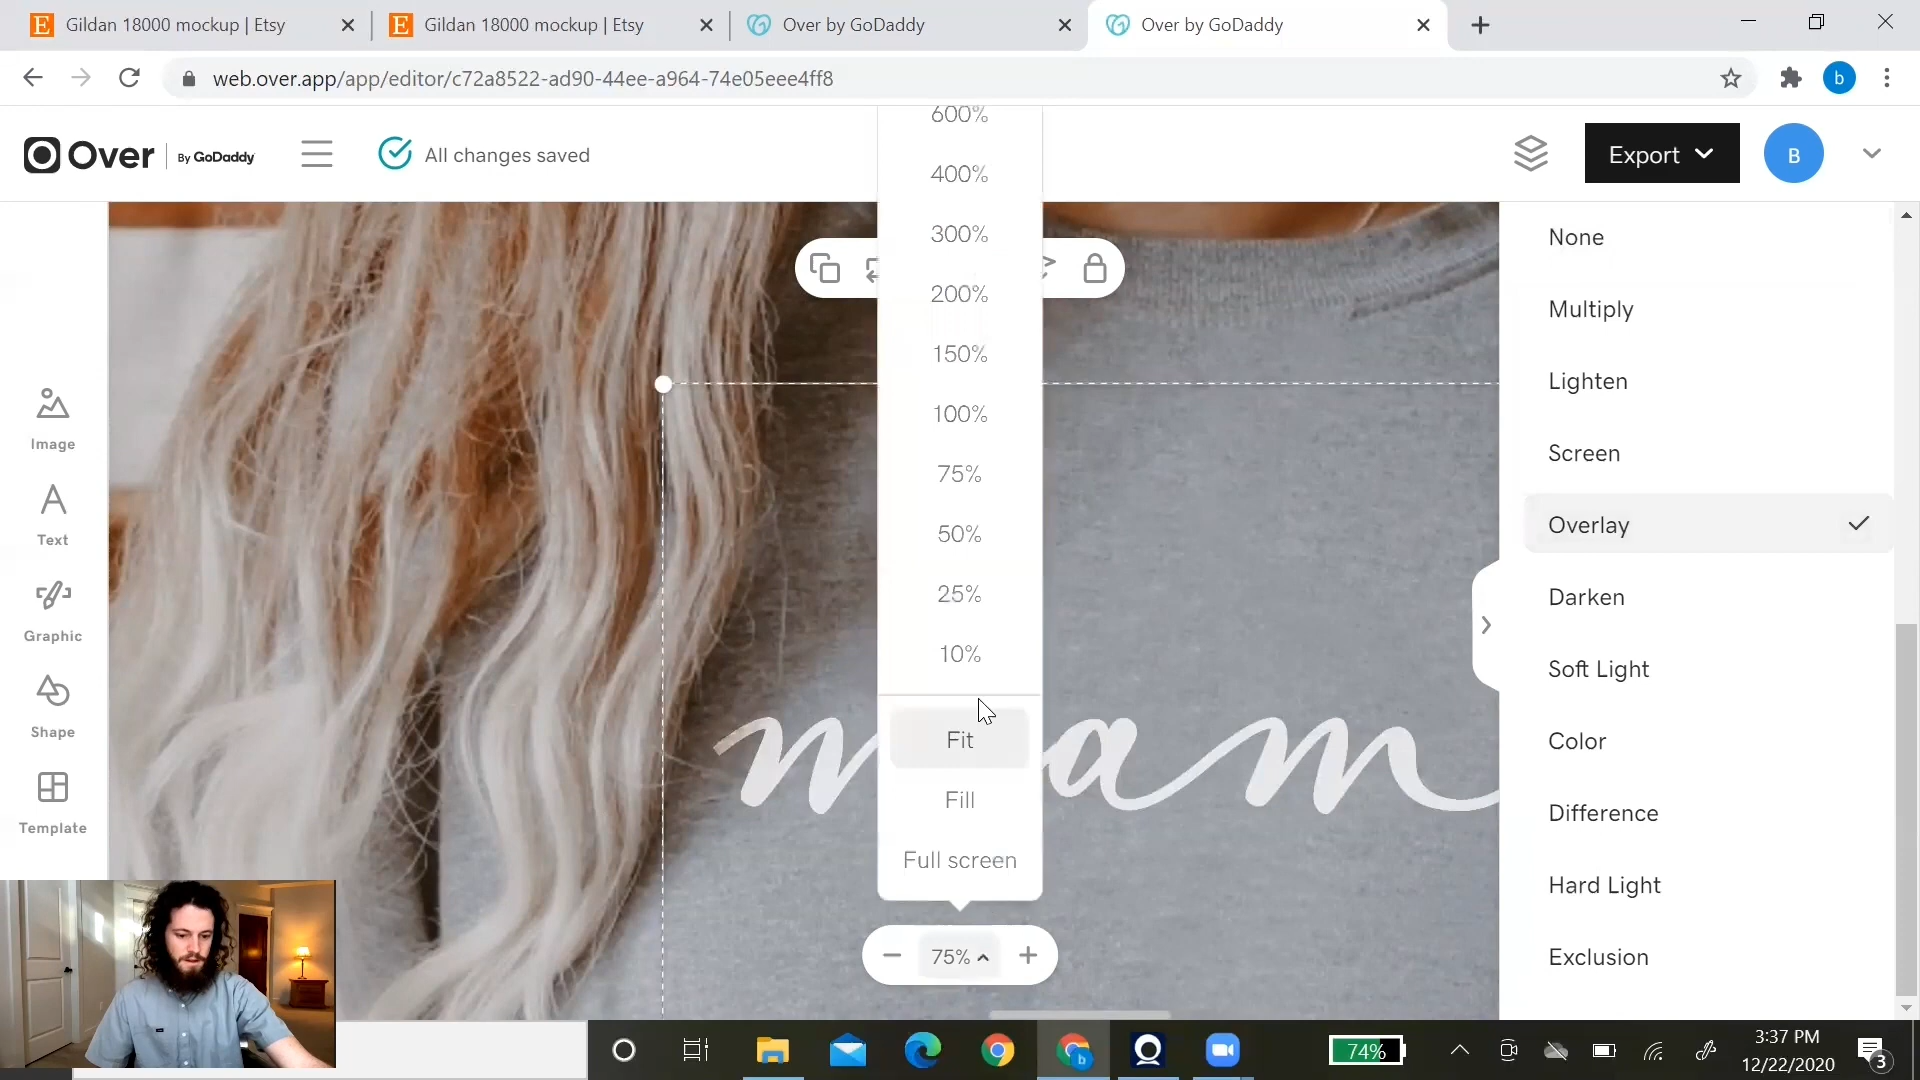 Gildan 18000 mockup | Etsy
Gildan 18000 mockup | Etsy
Over by GoDaddy
Over by GoDaddy
web.over.app/app/editor/c72a8522-ad90-44ee-a964-74e05eee4ff8
b
Over
By GoDaddy
All changes saved
Export
B
600%
400%
300%
200%
150%
100%
75%
50%
25%
10%
Fit
Fill
Full screen
75%
Image
Text
Graphic
Shape
Template
None
Multiply
Lighten
Screen
Overlay
Darken
Soft Light
Color
Difference
Hard Light
Exclusion
74%
3:37 PM
12/22/2020
3